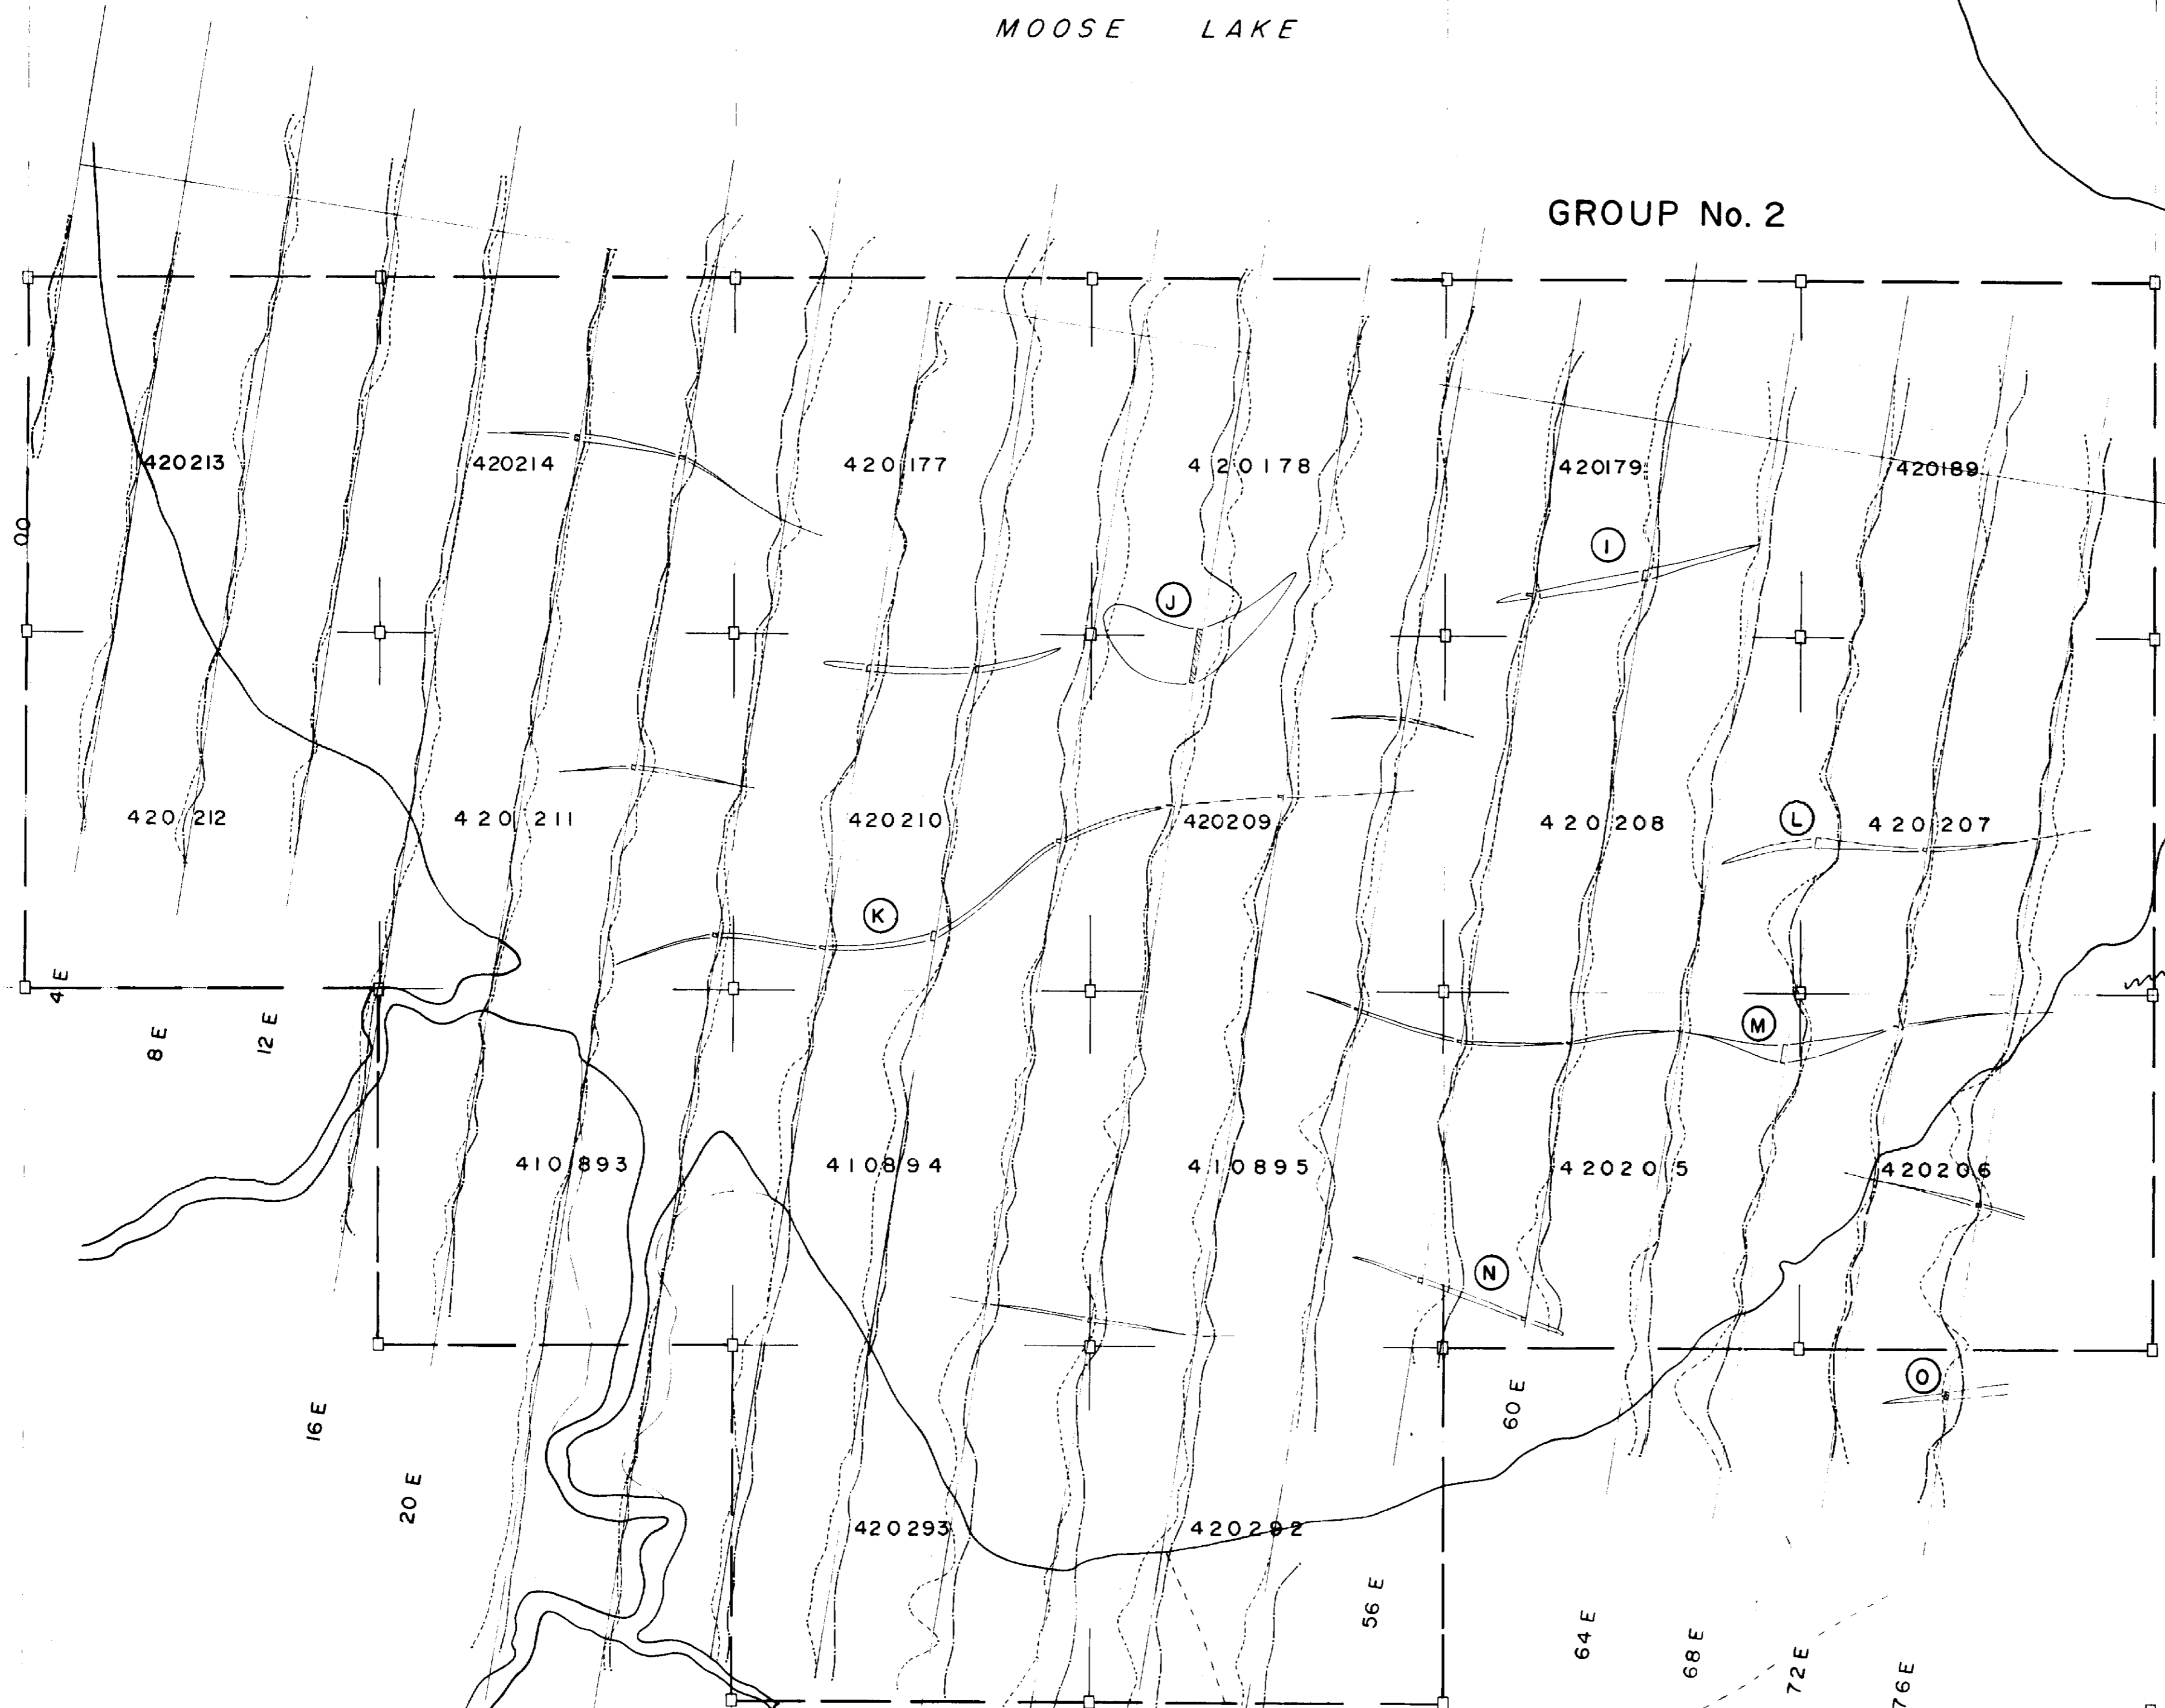 MOOSE LAKE
GROUP No. 2
420213 420214 420177 420178 420179 420189
00
I
J
420212 420211 420210 420209 420208 L 420207
K
4E
8E 12E
M
410893 410894 410895 420205 420206
N
O
16E
60E
20E
420293 420292
56E
64E
68E
72E
76E